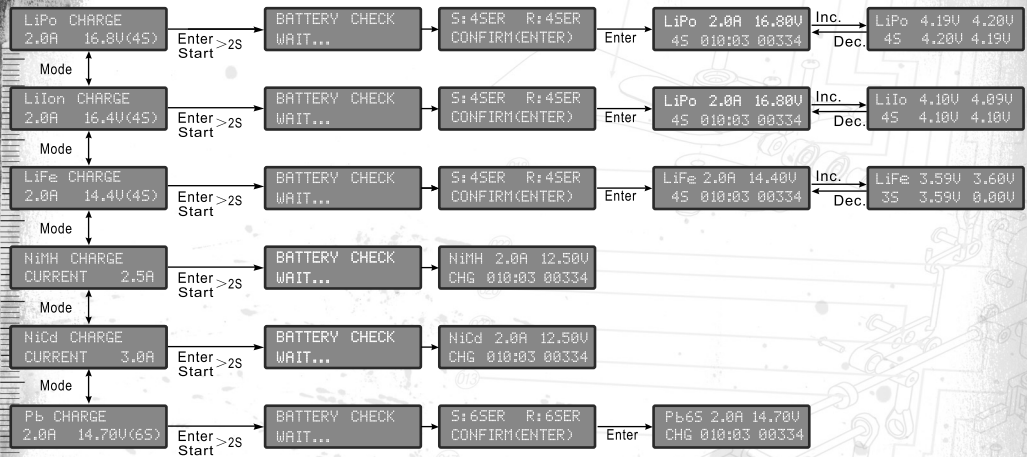 LiPo CHARGE
2.0A 16.8V(4S)
Enter
Start >2S
BATTERY CHECK
WAIT...
S:4SER R:4SER
CONFIRM(ENTER)
Enter
LiPo 2.0A 16.80V
4S 010:03 00334
Inc.
Dec.
LiPo 4.19V 4.20V
4S 4.20V 4.19V
Mode
LiIon CHARGE
2.0A 16.4V(4S)
Enter
Start >2S
BATTERY CHECK
WAIT...
S:4SER R:4SER
CONFIRM(ENTER)
Enter
LiPo 2.0A 16.80V
4S 010:03 00334
Inc.
Dec.
LiIo 4.10V 4.09V
4S 4.10V 4.10V
Mode
LiFe CHARGE
2.0A 14.4V(4S)
Enter
Start >2S
BATTERY CHECK
WAIT...
S:4SER R:4SER
CONFIRM(ENTER)
Enter
LiFe 2.0A 14.40V
4S 010:03 00334
Inc.
Dec.
LiFe 3.59V 3.60V
3S 3.59V 0.00V
Mode
NiMH CHARGE
CURRENT 2.5A
Enter
Start >2S
BATTERY CHECK
WAIT...
NiMH 2.0A 12.50V
CHG 010:03 00334
Mode
NiCd CHARGE
CURRENT 3.0A
Enter
Start >2S
BATTERY CHECK
WAIT...
NiCd 2.0A 12.50V
CHG 010:03 00334
Mode
Pb CHARGE
2.0A 14.70V(6S)
Enter
Start >2S
BATTERY CHECK
WAIT...
S:6SER R:6SER
CONFIRM(ENTER)
Enter
Pb6S 2.0A 14.70V
CHG 010:03 00334